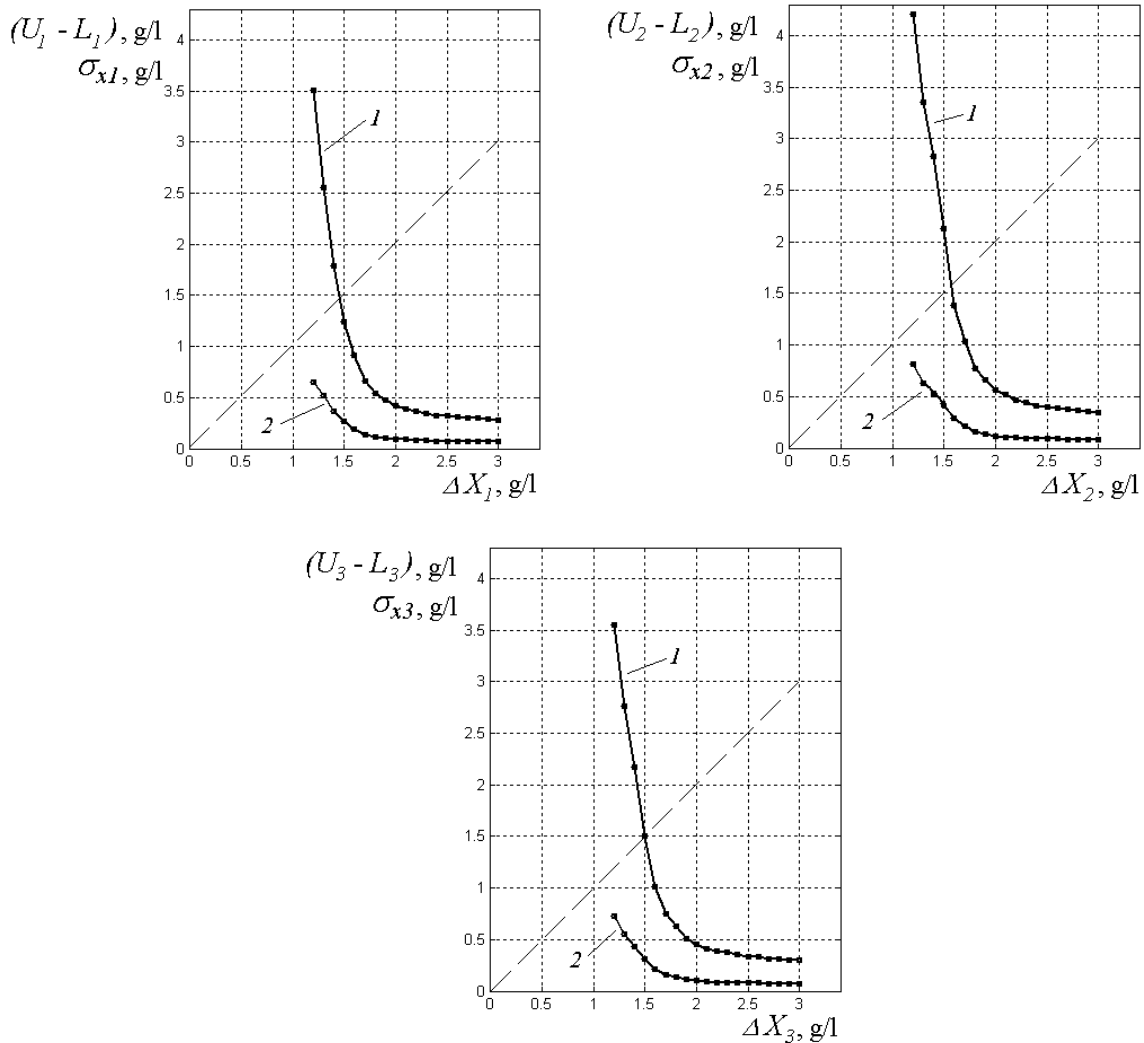 (U₁ - L₁), g/l
σₓ₁, g/l
4
3.5
3
2.5
2
1.5
1
0.5
0
1
2
0 0.5 1 1.5 2 2.5 3
ΔX₁, g/l
(U₂ - L₂), g/l
σₓ₂, g/l
4
3.5
3
2.5
2
1.5
1
0.5
0
1
2
0 0.5 1 1.5 2 2.5 3
ΔX₂, g/l
(U₃ - L₃), g/l
σₓ₃, g/l
4
3.5
3
2.5
2
1.5
1
0.5
0
1
2
0 0.5 1 1.5 2 2.5 3
ΔX₃, g/l